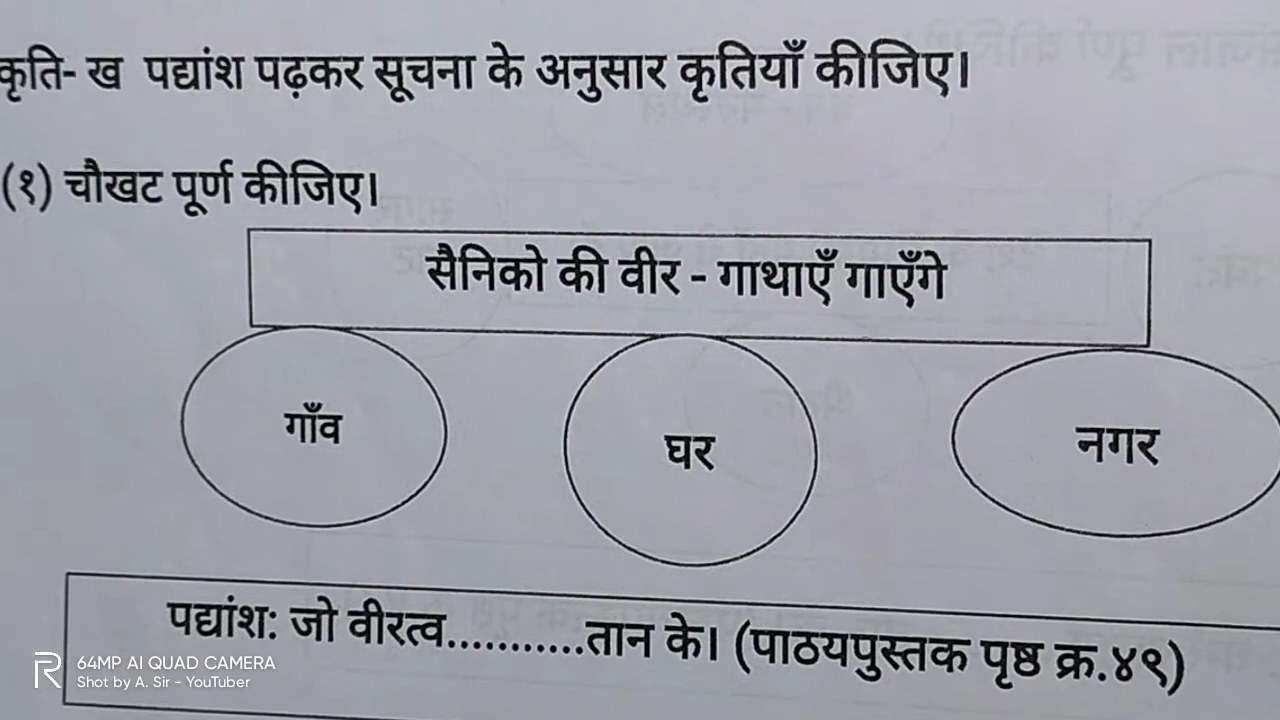 कृति- ख पद्यांश पढ़कर सूचना के अनुसार कृतियाँ कीजिए।
(१) चौखट पूर्ण कीजिए।
सैनिको की वीर - गाथाएँ गाएँगे
गाँव
घर
नगर
पद्यांश: जो वीरत्व...........तान के। (पाठयपुस्तक पृष्ठ क्र.४९)
64MP AI QUAD CAMERA
Shot by A. Sir - YouTuber